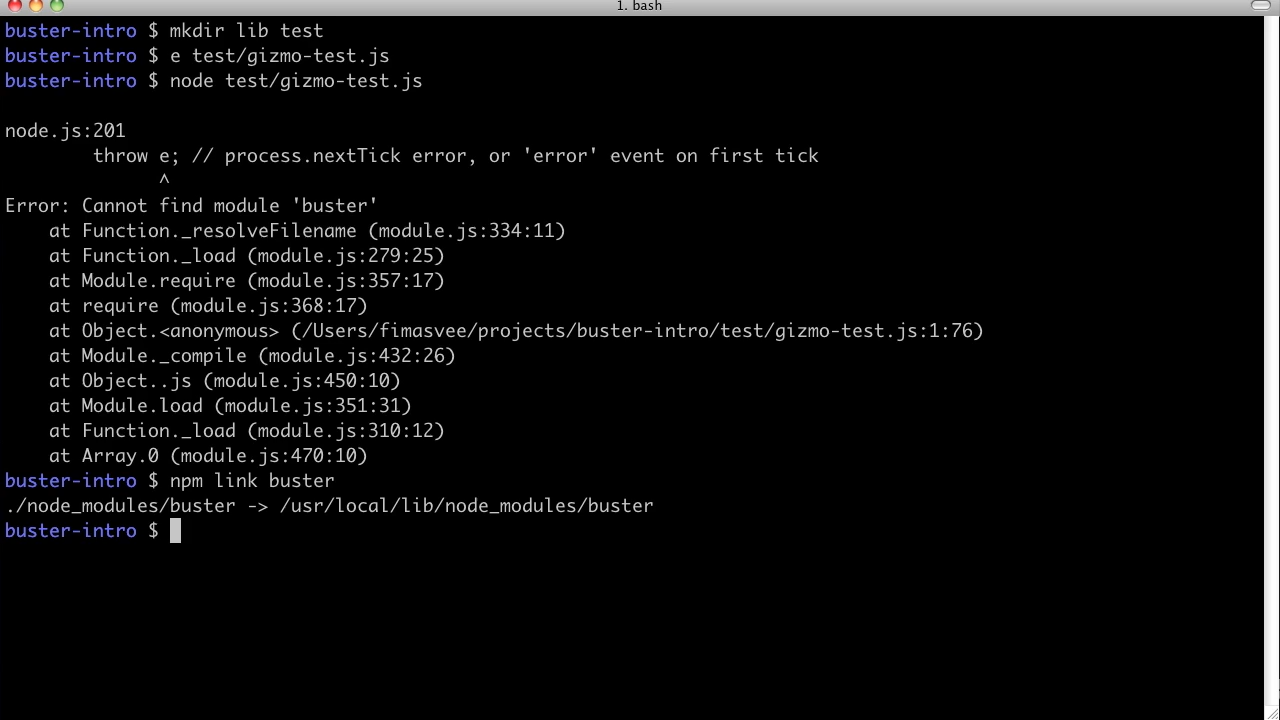 1. bash
buster-intro $ mkdir lib test
buster-intro $ e test/gizmo-test.js
buster-intro $ node test/gizmo-test.js
node.js:201
        throw e; // process.nextTick error, or 'error' event on first tick
              ^
Error: Cannot find module 'buster'
    at Function._resolveFilename (module.js:334:11)
    at Function._load (module.js:279:25)
    at Module.require (module.js:357:17)
    at require (module.js:368:17)
    at Object.<anonymous> (/Users/fimasvee/projects/buster-intro/test/gizmo-test.js:1:76)
    at Module._compile (module.js:432:26)
    at Object..js (module.js:450:10)
    at Module.load (module.js:351:31)
    at Function._load (module.js:310:12)
    at Array.0 (module.js:470:10)
buster-intro $ npm link buster
./node_modules/buster -> /usr/local/lib/node_modules/buster
buster-intro $